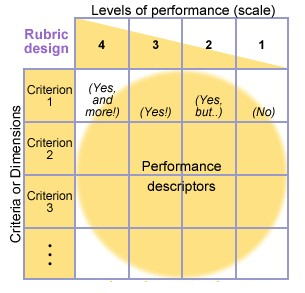 Levels of performance (scale)
Rubric
design
4 3 2 1
Criteria or Dimensions
Criterion
1
(Yes,
and
more!)
(Yes!)
(Yes,
but..)
(No)
Criterion
2
Performance
descriptors
Criterion
3